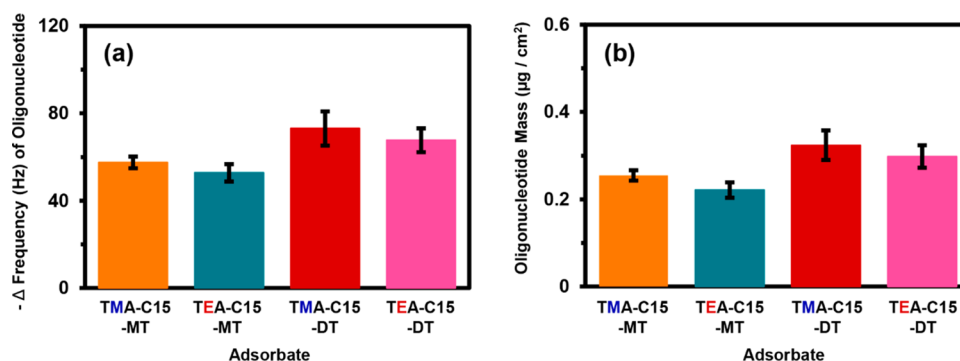 - Δ Frequency (Hz) of Oligonucleotide
120
80
40
0
(a)
TMA-C15
-MT
TEA-C15
-MT
TMA-C15
-DT
TEA-C15
-DT
Adsorbate
Oligonucleotide Mass (μg / cm²)
0.6
0.4
0.2
0
(b)
TMA-C15
-MT
TEA-C15
-MT
TMA-C15
-DT
TEA-C15
-DT
Adsorbate